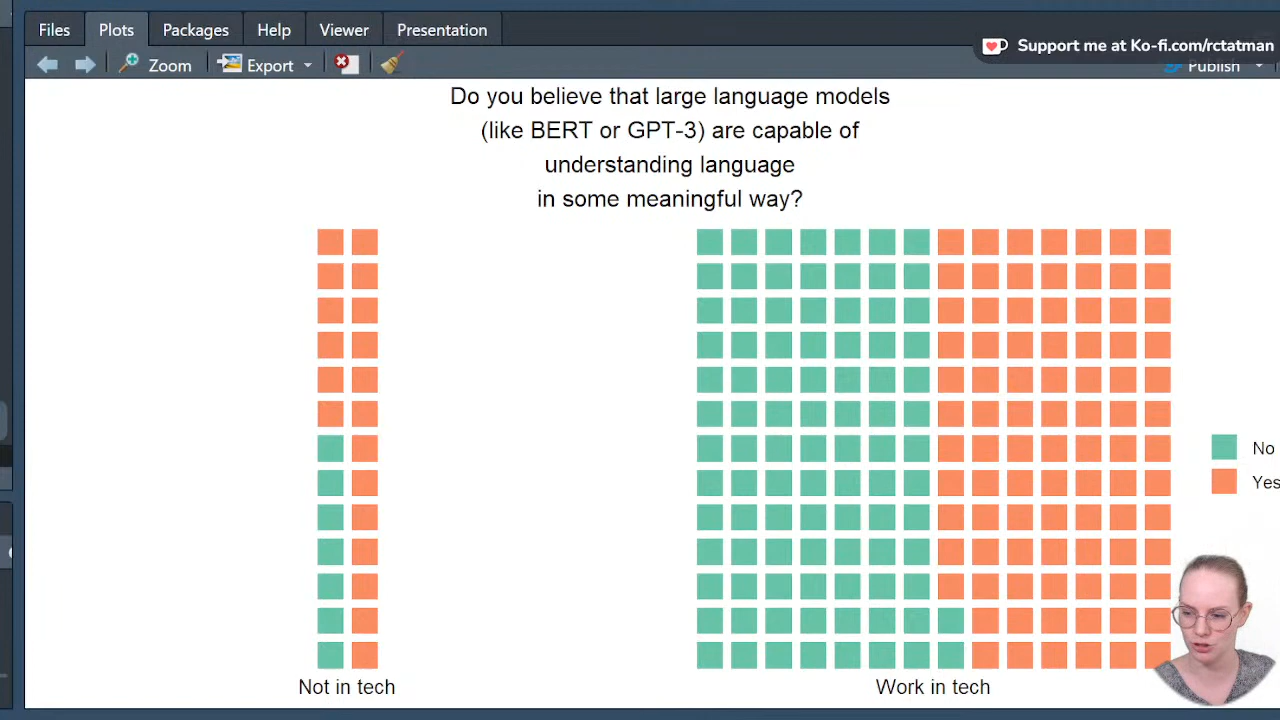 Files Plots Packages Help Viewer Presentation
Support me at Ko-fi.com/rctatman
Zoom Export Publish
Do you believe that large language models
(like BERT or GPT-3) are capable of
understanding language
in some meaningful way?
No
Yes
Not in tech
Work in tech